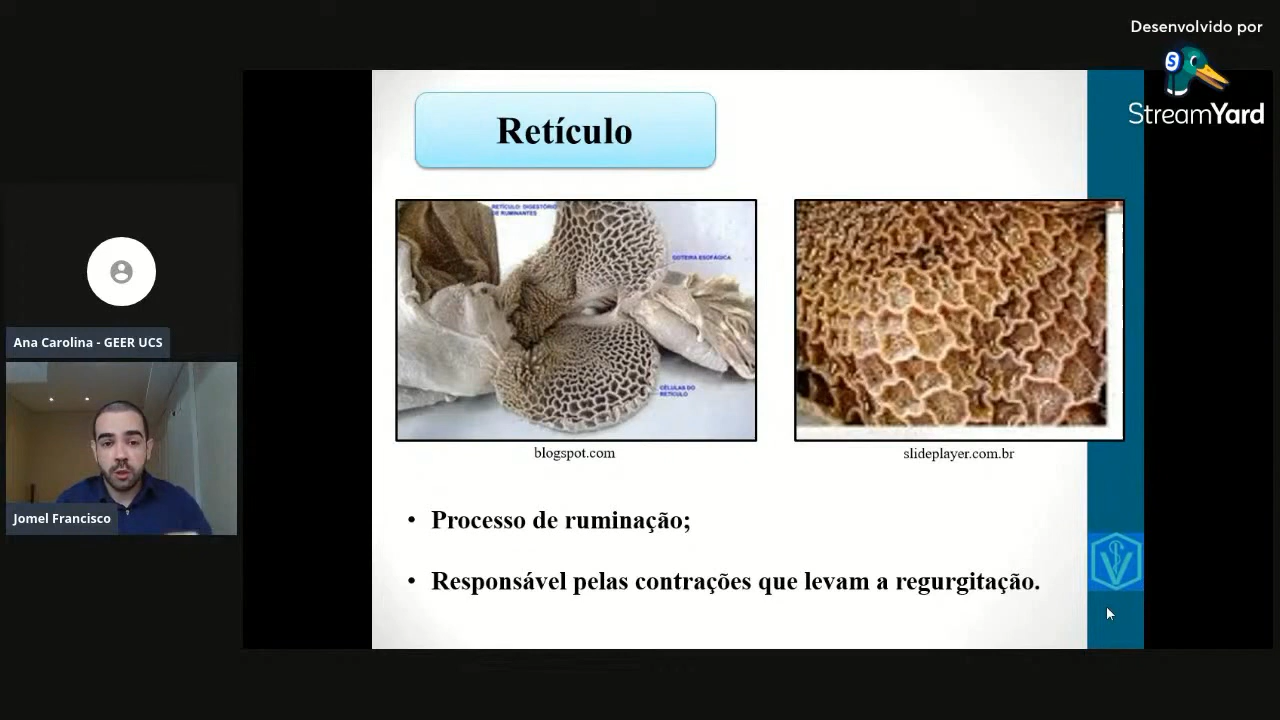 Desenvolvido por
StreamYard
Retículo
RETÍCULO: DIGESTÓRIO
DE RUMINANTES
GOTEIRA ESOFÁGICA
CÉLULAS DO
RETÍCULO
blogspot.com
slideplayer.com.br
• Processo de ruminação;
• Responsável pelas contrações que levam a regurgitação.
Ana Carolina - GEER UCS
Jomel Francisco